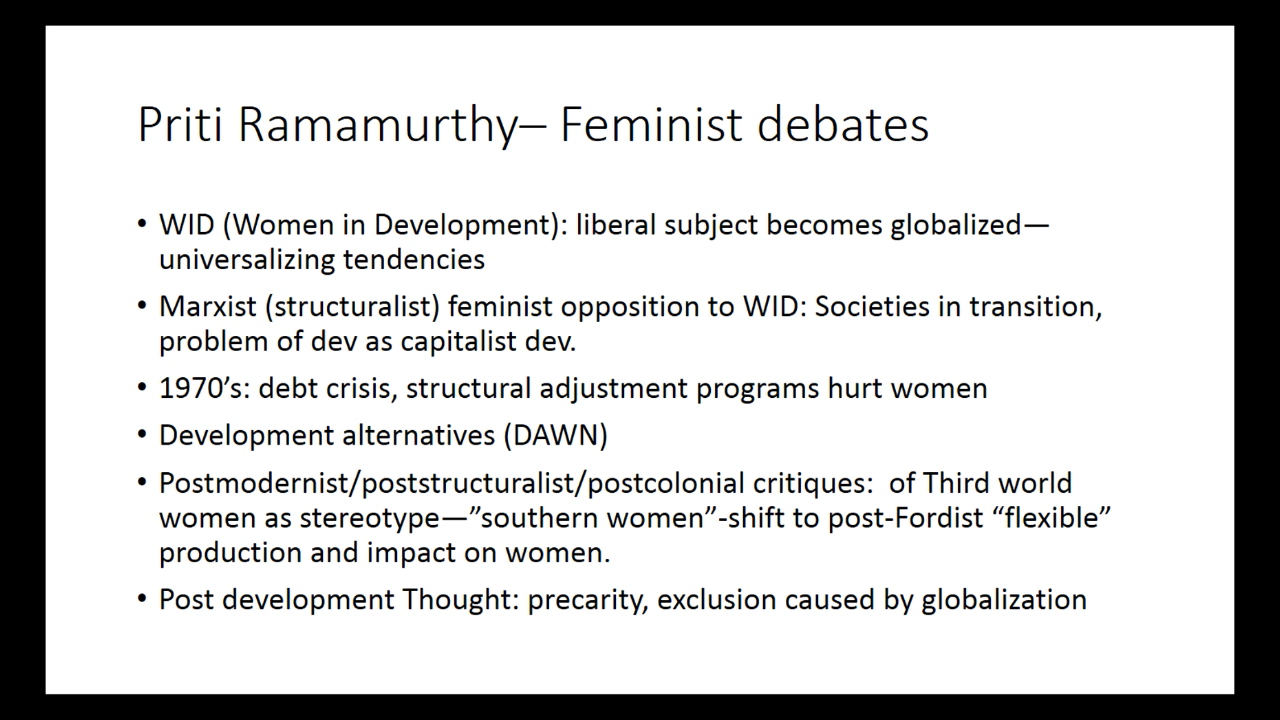 Priti Ramamurthy– Feminist debates
• WID (Women in Development): liberal subject becomes globalized—
universalizing tendencies
• Marxist (structuralist) feminist opposition to WID: Societies in transition,
problem of dev as capitalist dev.
• 1970’s: debt crisis, structural adjustment programs hurt women
• Development alternatives (DAWN)
• Postmodernist/poststructuralist/postcolonial critiques:  of Third world
women as stereotype—”southern women”-shift to post-Fordist “flexible”
production and impact on women.
• Post development Thought: precarity, exclusion caused by globalization